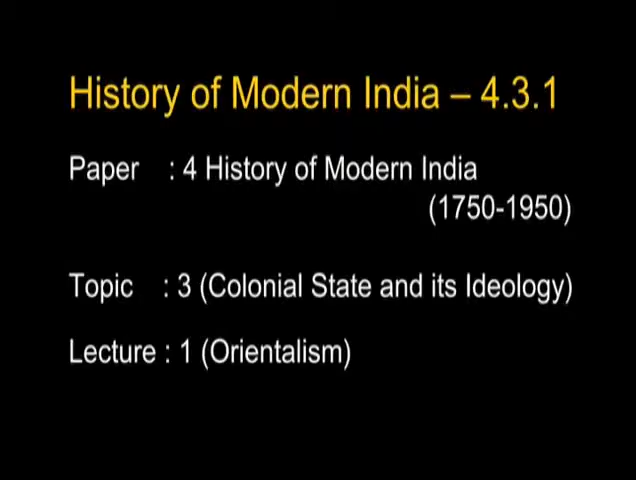 History of Modern India – 4.3.1
Paper : 4 History of Modern India
(1750-1950)
Topic : 3 (Colonial State and its Ideology)
Lecture : 1 (Orientalism)